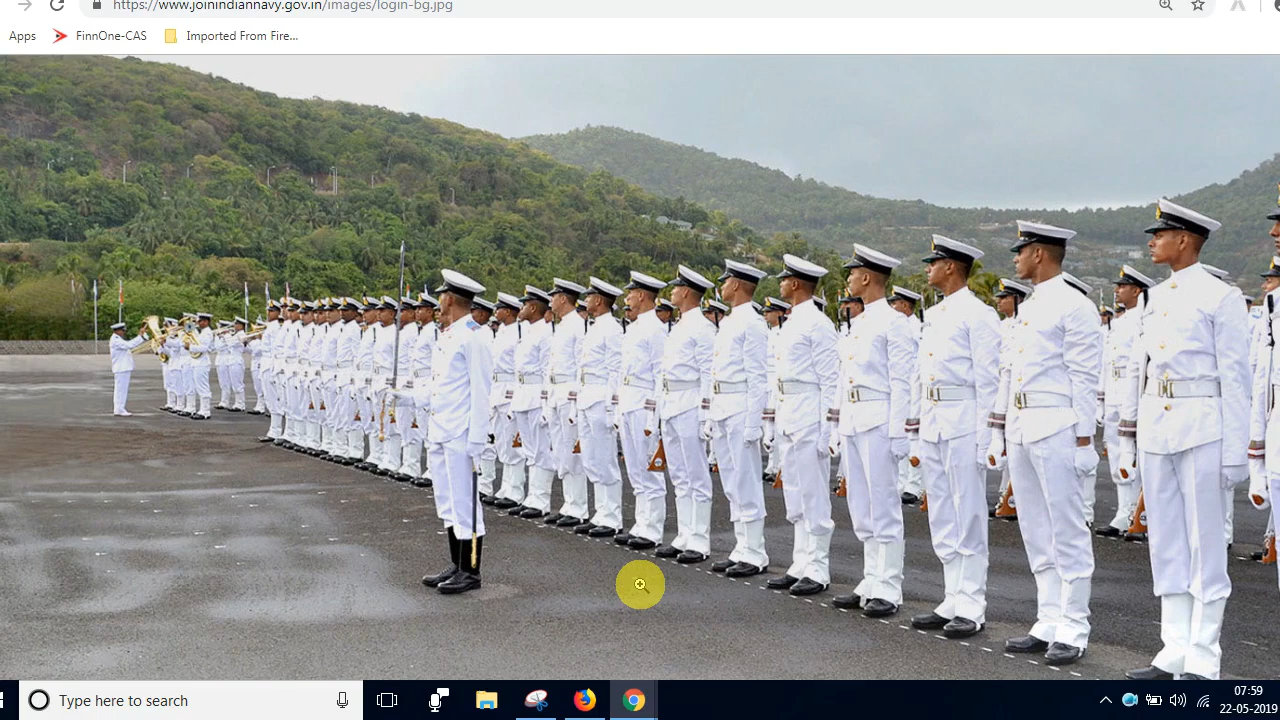 https://www.joinindiannavy.gov.in/images/login-bg.jpg
Apps FinnOne-CAS Imported From Fire...
Type here to search
07:59
22-05-2019